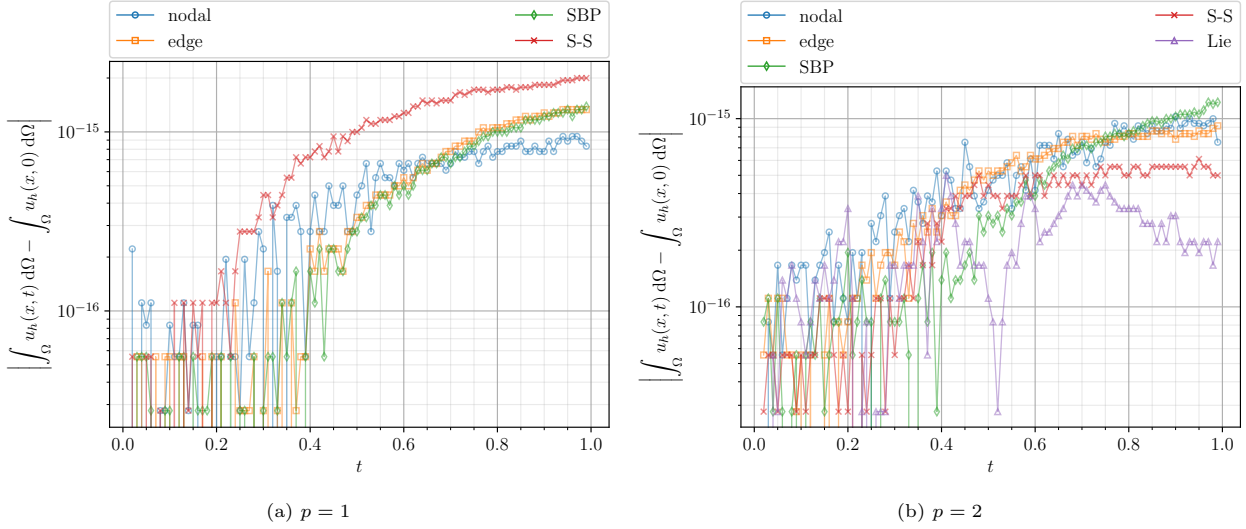 nodal
edge
SBP
S-S
|∫_Ω u_h(x, t) dΩ − ∫_Ω u_h(x, 0) dΩ|
10⁻¹⁵
10⁻¹⁶
0.0 0.2 0.4 0.6 0.8 1.0
t
(a) p = 1
nodal
edge
SBP
S-S
Lie
|∫_Ω u_h(x, t) dΩ − ∫_Ω u_h(x, 0) dΩ|
10⁻¹⁵
10⁻¹⁶
0.0 0.2 0.4 0.6 0.8 1.0
t
(b) p = 2